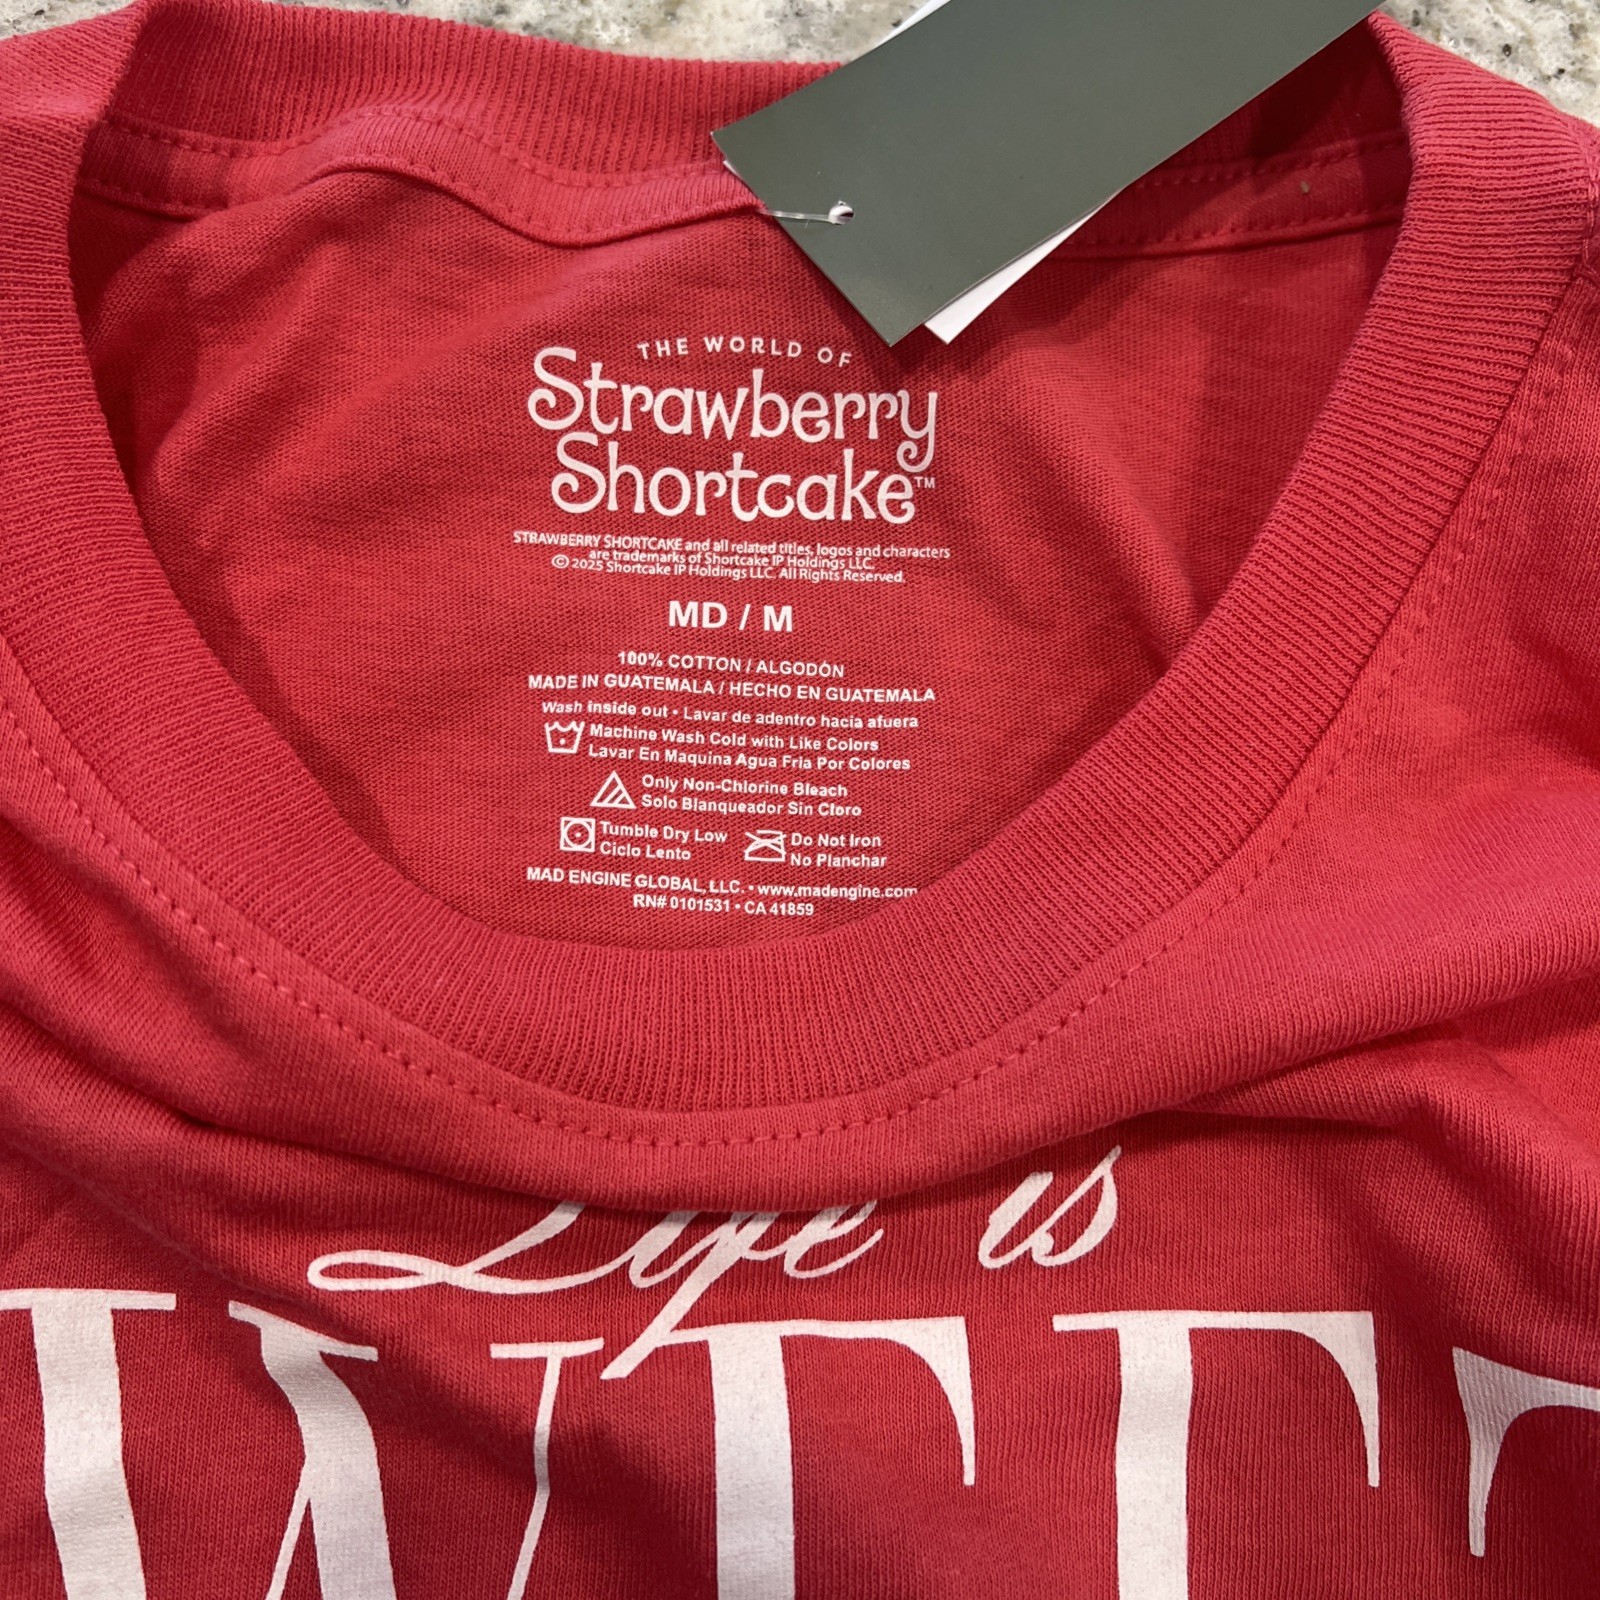 THE WORLD OF
Strawberry
Shortcake™
STRAWBERRY SHORTCAKE and all related titles, logos and characters
are trademarks of Shortcake IP Holdings LLC.
© 2025 Shortcake IP Holdings LLC. All Rights Reserved.
MD / M
100% COTTON / ALGODÓN
MADE IN GUATEMALA / HECHO EN GUATEMALA
Wash inside out • Lavar de adentro hacia afuera
Machine Wash Cold with Like Colors
Lavar En Maquina Agua Fria Por Colores
Only Non-Chlorine Bleach
Solo Blanqueador Sin Cloro
Tumble Dry Low
Ciclo Lento
Do Not Iron
No Planchar
MAD ENGINE GLOBAL, LLC. • www.madengine.com
RN# 0101531 • CA 41859
Life is